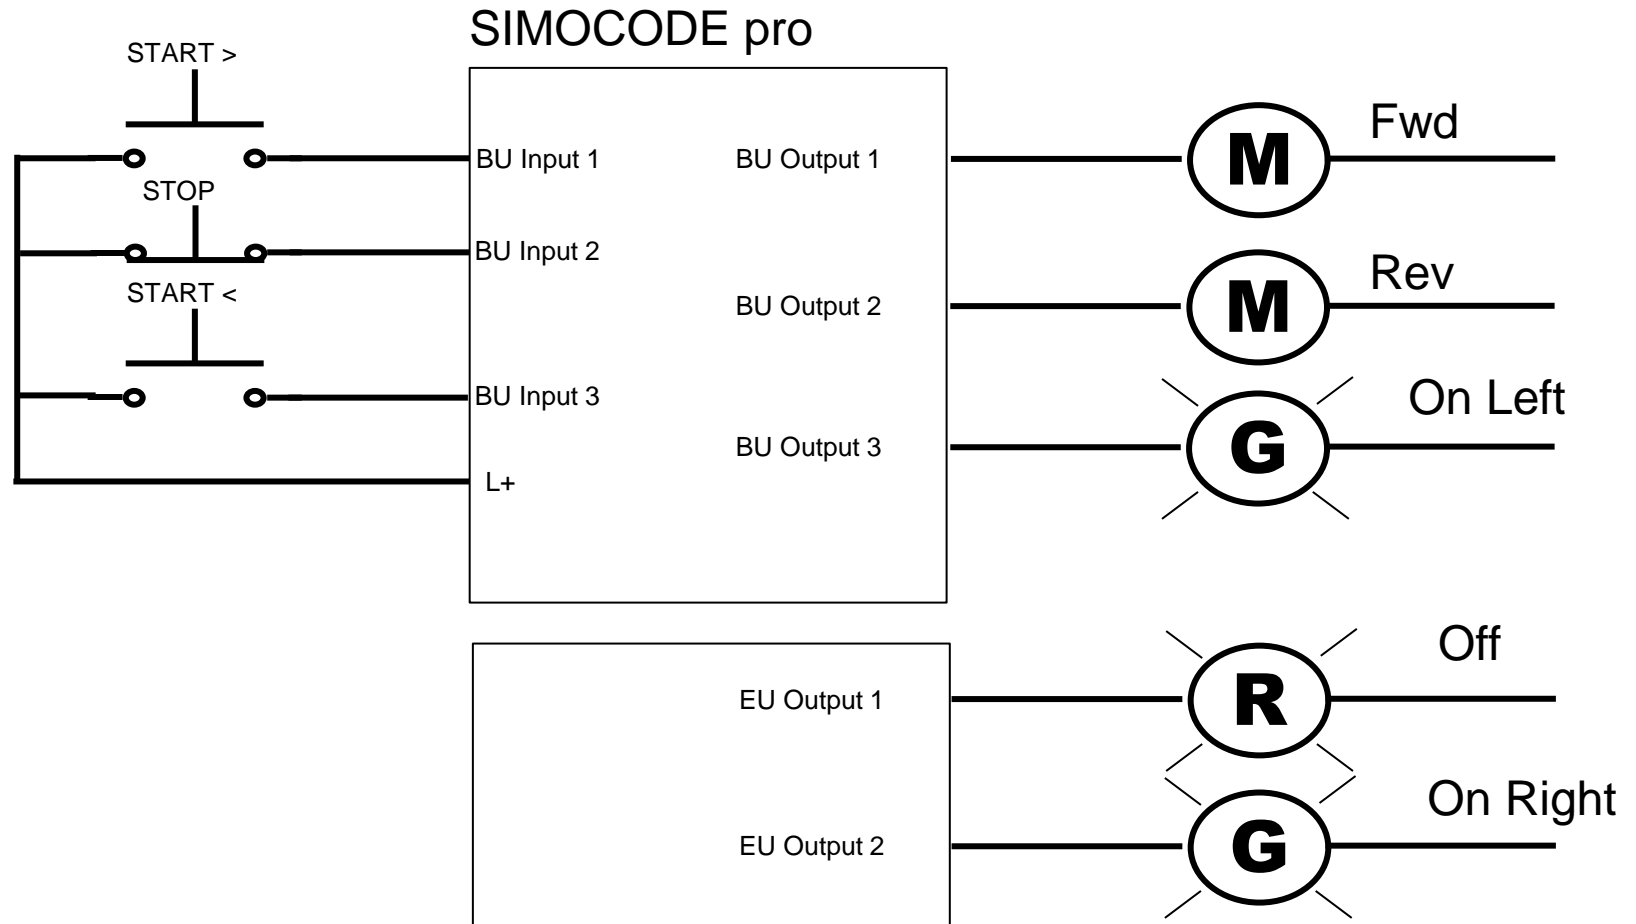 SIMOCODE pro
START >
BU Input 1
BU Output 1
M
Fwd
STOP
BU Input 2
START <
BU Output 2
M
Rev
BU Input 3
BU Output 3
G
On Left
L+
EU Output 1
R
Off
EU Output 2
G
On Right